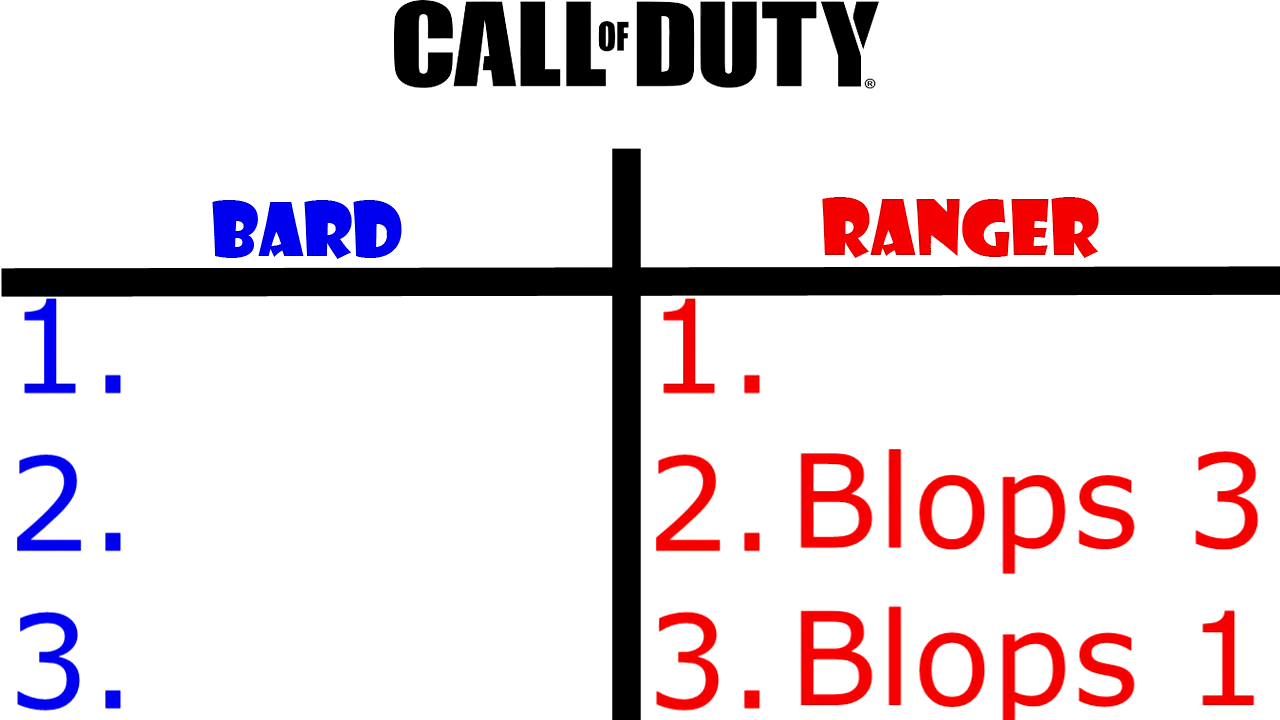 CALL OF DUTY®
BARD
RANGER
1.
2.
3.
1.
2. Blops 3
3. Blops 1